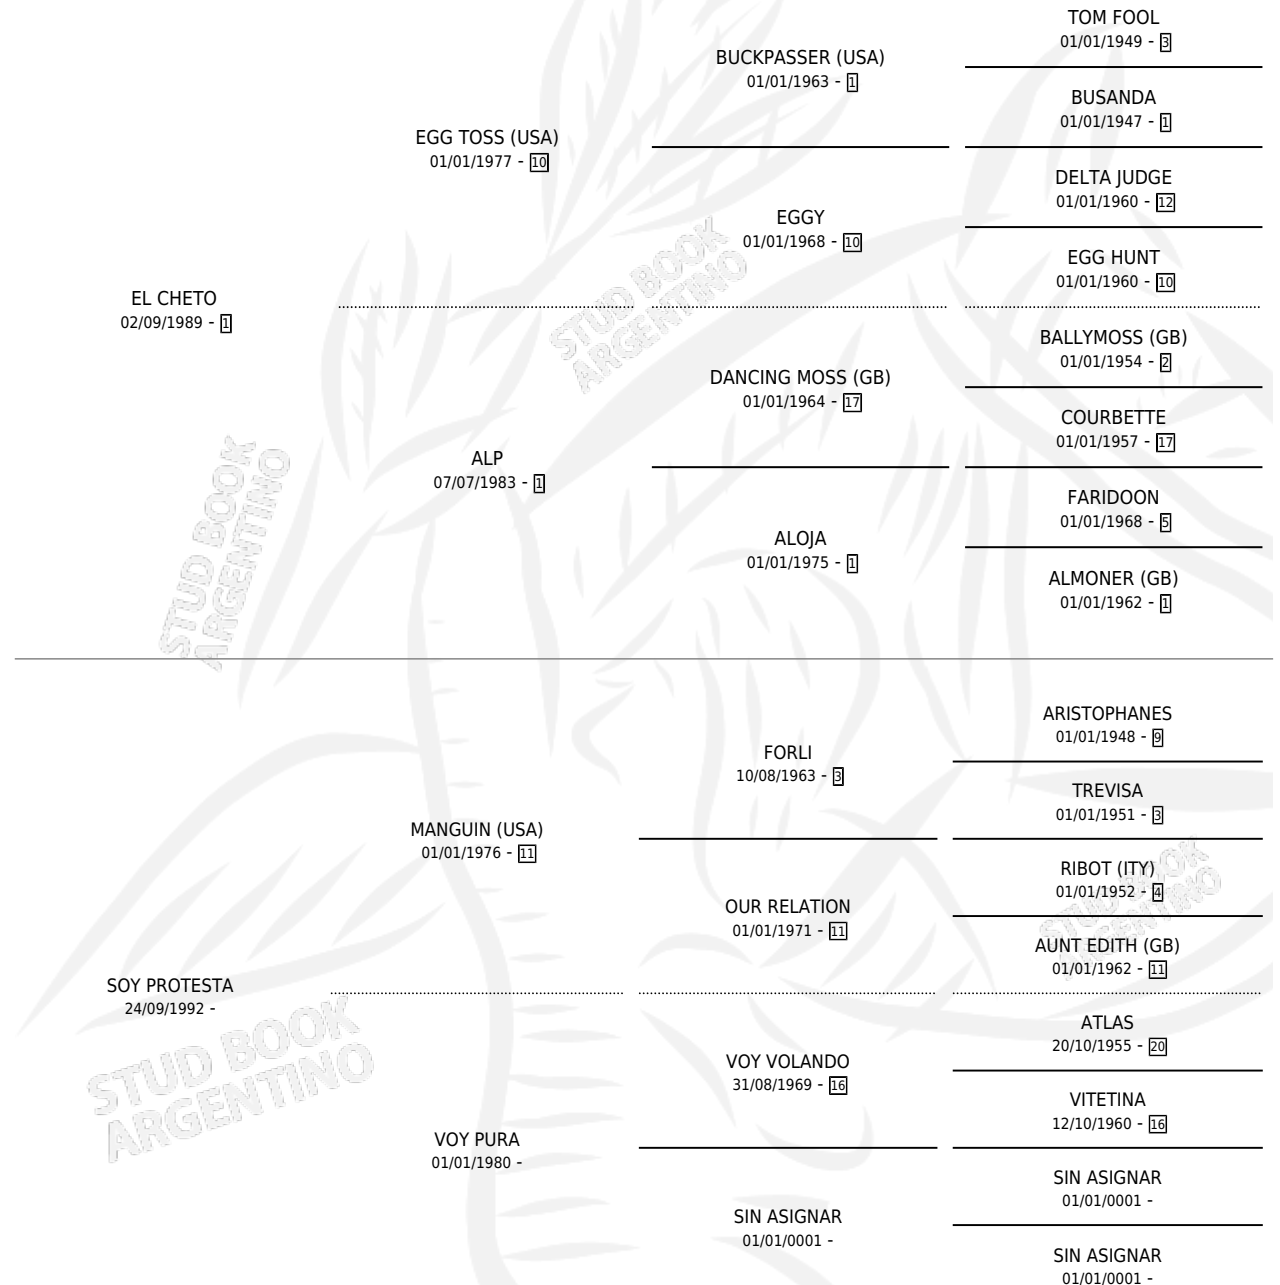 TOM FOOL
01/01/1949 - 3
BUCKPASSER (USA)
01/01/1963 - 1
BUSANDA
01/01/1947 - 1
EGG TOSS (USA)
01/01/1977 - 10
DELTA JUDGE
01/01/1960 - 12
EGGY
01/01/1968 - 10
EGG HUNT
01/01/1960 - 10
EL CHETO
02/09/1989 - 1
STUD BOOK
ARGENTINO
BALLYMOSS (GB)
01/01/1954 - 2
DANCING MOSS (GB)
01/01/1964 - 17
COURBETTE
01/01/1957 - 17
ALP
07/07/1983 - 1
FARIDOON
01/01/1968 - 5
ALOJA
01/01/1975 - 1
ALMONER (GB)
01/01/1962 - 1
STUD BOOK
ARGENTINO
ARISTOPHANES
01/01/1948 - 9
FORLI
10/08/1963 - 3
TREVISA
01/01/1951 - 3
MANGUIN (USA)
01/01/1976 - 11
RIBOT (ITY)
01/01/1952 - 4
OUR RELATION
01/01/1971 - 11
AUNT EDITH (GB)
01/01/1962 - 11
STUD BOOK
ARGENTINO
SOY PROTESTA
24/09/1992 -
ATLAS
20/10/1955 - 20
VOY VOLANDO
31/08/1969 - 16
VITETINA
12/10/1960 - 16
STUD BOOK
ARGENTINO
VOY PURA
01/01/1980 -
SIN ASIGNAR
01/01/0001 -
SIN ASIGNAR
01/01/0001 -
SIN ASIGNAR
01/01/0001 -